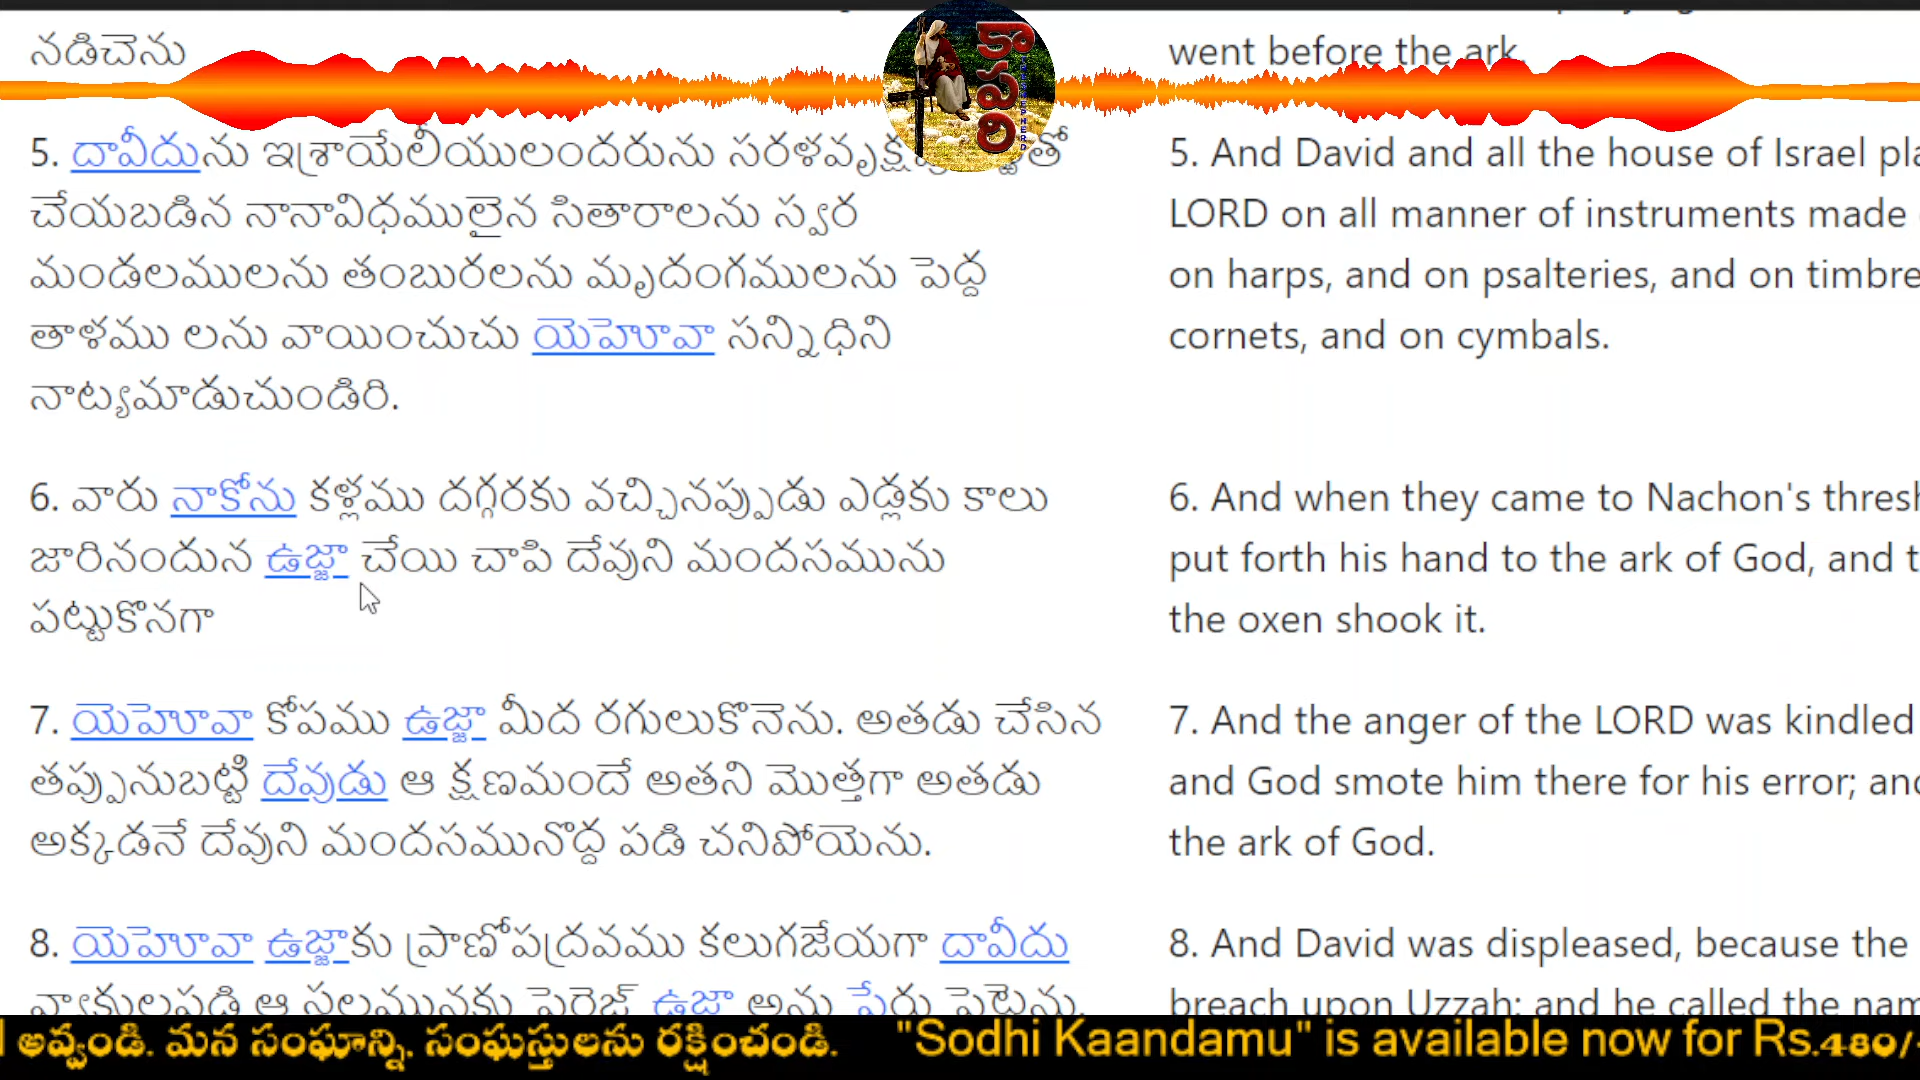 నడిచెను
went before the ark.
కాపరి
5. దావీదును ఇశ్రాయేలీయులందరును
చేయబడిన నానావిధములైన సితారాలను స్వర
మండలములను తంబురలను మృదంగములను పెద్ద
తాళము లను వాయించుచు యెహోవా సన్నిధిని
నాట్యమాడుచుండిరి.
5. And David and all the house of Israel
LORD on all manner of instruments made
on harps, and on psalteries, and on
cornets, and on cymbals.
6. వారు నాకోను కళ్లము దగ్గరకు వచ్చినప్పుడు ఎడ్లకు కాలు
జారినందున ఉజ్జా చేయి చాపి దేవుని మందసమును
పట్టుకొనగా
6. And when they came to Nachon's
put forth his hand to the ark of God, and
the oxen shook it.
7. యెహోవా కోపము ఉజ్జా మీద రగులుకొనెను. అతడు చేసిన
తప్పునుబట్టి దేవుడు ఆ క్షణమందే అతని మొత్తగా అతడు
అక్కడనే దేవుని మందసమునొద్ద పడి చనిపోయెను.
7. And the anger of the LORD was kindled
and God smote him there for his error;
the ark of God.
8. యెహోవా ఉజ్జాకు ప్రాణోపద్రవము కలుగజేయగా దావీదు
వ్యాకులపడి ఆ స్థలమునకు పెరెజ్‌ ఉజ్జా అను పేరు పెట్టెను.
8. And David was displeased, because the
breach upon Uzzah: and he called the
అవ్వండి. మన సంఘాన్ని, సంఘస్తులను రక్షించండి. "Sodhi Kaandamu" is available now for Rs.480/-